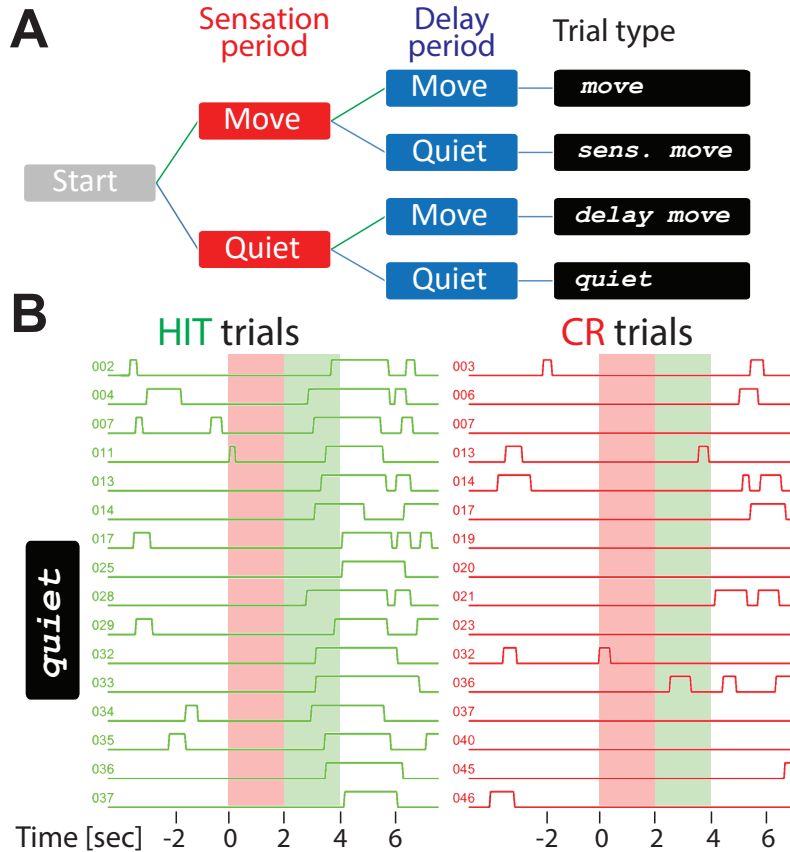 A
Sensation period
Delay period
Trial type
Start
Move
Quiet
Move
Quiet
Move
Quiet
move
sens. move
delay move
quiet
B
HIT trials
CR trials
quiet
002
004
007
011
013
014
017
025
028
029
032
033
034
035
036
037
003
006
007
013
014
017
019
020
021
023
032
036
037
040
045
046
Time [sec] -2 0 2 4 6
-2 0 2 4 6